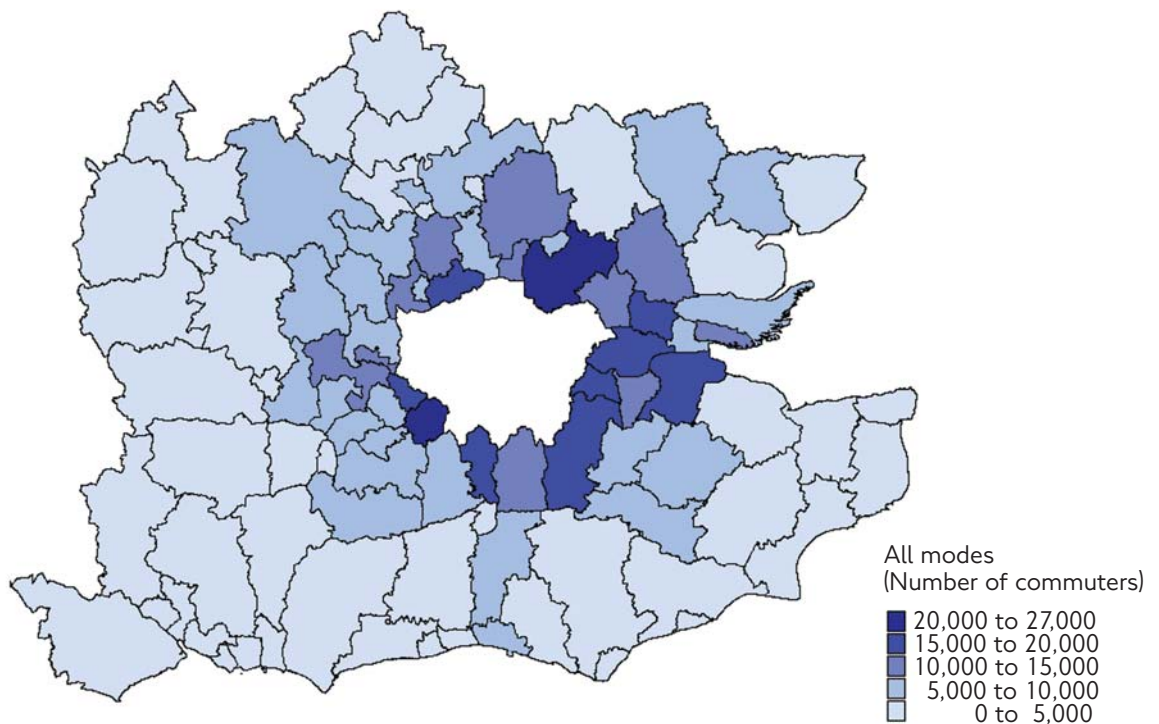 All modes
(Number of commuters)
20,000 to 27,000
15,000 to 20,000
10,000 to 15,000
5,000 to 10,000
0 to 5,000